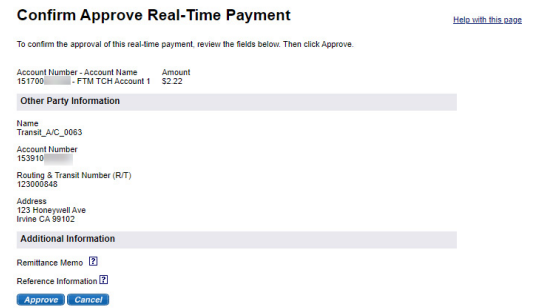 Confirm Approve Real-Time Payment
Help with this page
To confirm the approval of this real-time payment, review the fields below. Then click Approve.
Account Number - Account Name Amount
151700 - FTM TCH Account 1 $2.22
Other Party Information
Name
Transit_A/C_0063
Account Number
153910
Routing & Transit Number (R/T)
123000848
Address
123 Honeywell Ave
Irvine CA 99102
Additional Information
Remittance Memo ?
Reference Information ?
Approve Cancel